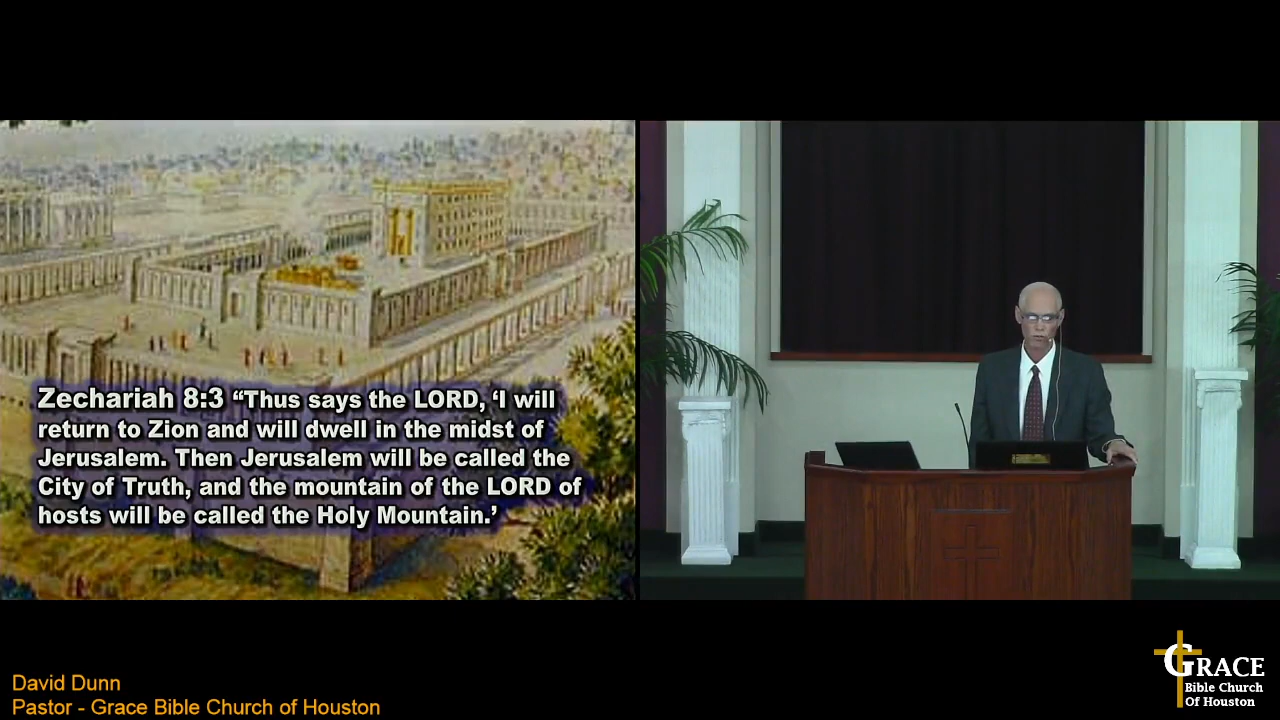 Zechariah 8:3 “Thus says the LORD, ‘I will
return to Zion and will dwell in the midst of
Jerusalem. Then Jerusalem will be called the
City of Truth, and the mountain of the LORD of
hosts will be called the Holy Mountain.’
David Dunn
Pastor - Grace Bible Church of Houston
GRACE
Bible Church
Of Houston